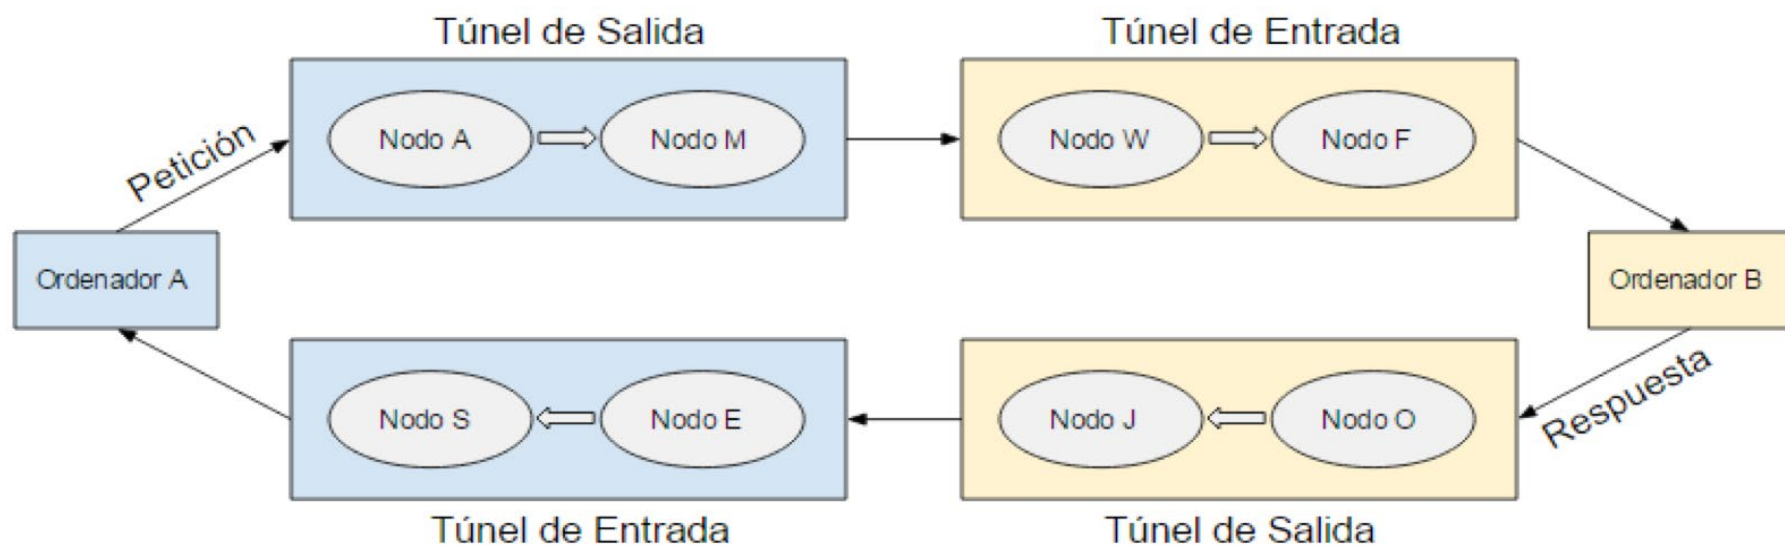 Túnel de Salida
Túnel de Entrada
Petición
Nodo A
Nodo M
Nodo W
Nodo F
Ordenador A
Ordenador B
Nodo S
Nodo E
Nodo J
Nodo O
Respuesta
Túnel de Entrada
Túnel de Salida